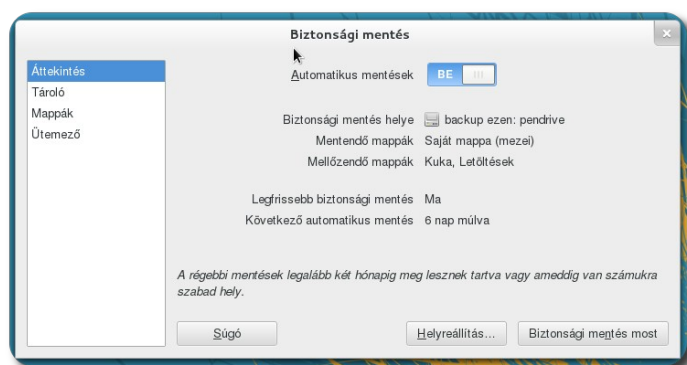 Biztonsági mentés
Áttekintés
Tároló
Mappák
Ütemező
Automatikus mentések BE
Biztonsági mentés helye backup ezen: pendrive
Mentendő mappák Saját mappa (mezei)
Mellőzendő mappák Kuka, Letöltések
Legfrissebb biztonsági mentés Ma
Következő automatikus mentés 6 nap múlva
A régebbi mentések legalább két hónapig meg lesznek tartva vagy ameddig van számukra
szabad hely.
Súgó Helyreállítás... Biztonsági mentés most